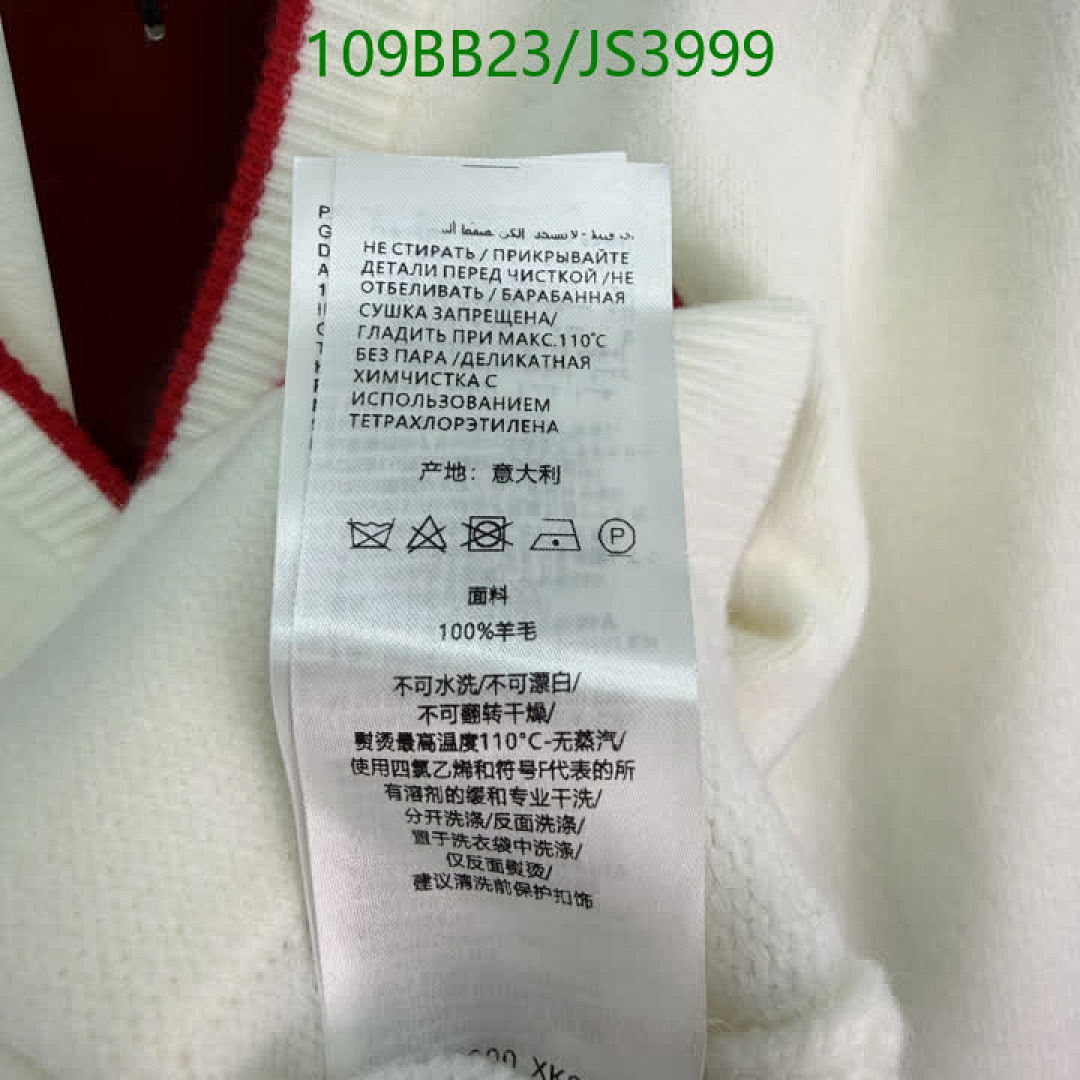 109BB23/JS3999
НЕ СТИРАТЬ / ПРИКРЫВАЙТЕ
ДЕТАЛИ ПЕРЕД ЧИСТКОЙ /НЕ
ОТБЕЛИВАТЬ / БАРАБАННАЯ
СУШКА ЗАПРЕЩЕНА/
ГЛАДИТЬ ПРИ МАКС.110°C
БЕЗ ПАРА /ДЕЛИКАТНАЯ
ХИМЧИСТКА С
ИСПОЛЬЗОВАНИЕМ
ТЕТРАХЛОРЭТИЛЕНА
产地：意大利
P
面料
100%羊毛
不可水洗/不可漂白/
不可翻转干燥/
熨烫最高温度110°C-无蒸汽/
使用四氯乙烯和符号F代表的所
有溶剂的缓和专业干洗/
分开洗涤/反面洗涤/
置于洗衣袋中洗涤/
仅反面熨烫/
建议清洗前保护扣饰